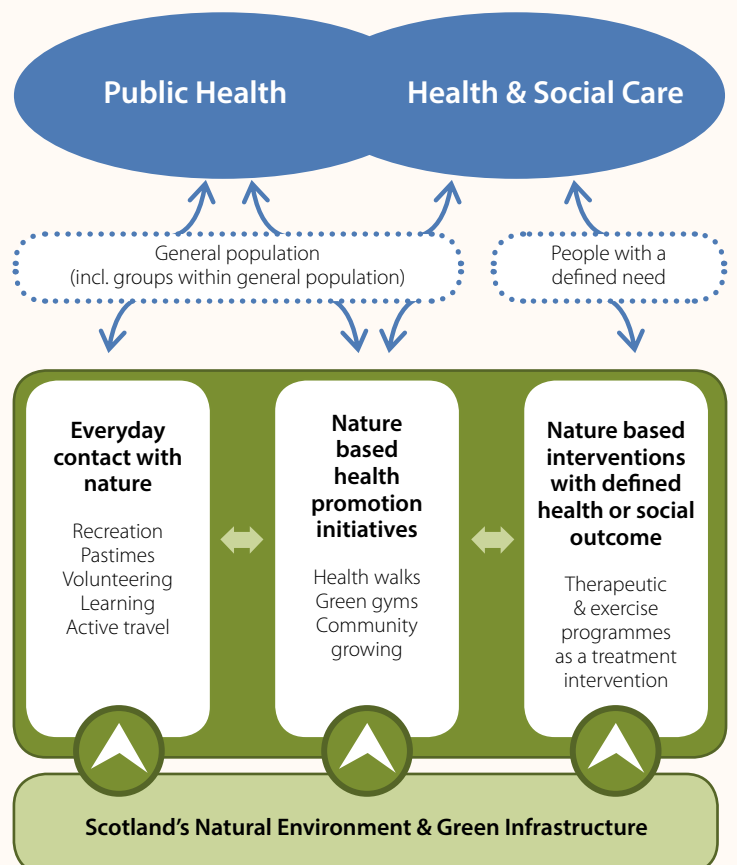 Public Health
Health & Social Care
General population
(incl. groups within general population)
People with a
defined need
Everyday
contact with
nature
Recreation
Pastimes
Volunteering
Learning
Active travel
Nature
based
health
promotion
initiatives
Health walks
Green gyms
Community
growing
Nature based
interventions
with defined
health or social
outcome
Therapeutic
& exercise
programmes
as a treatment
intervention
Scotland’s Natural Environment & Green Infrastructure